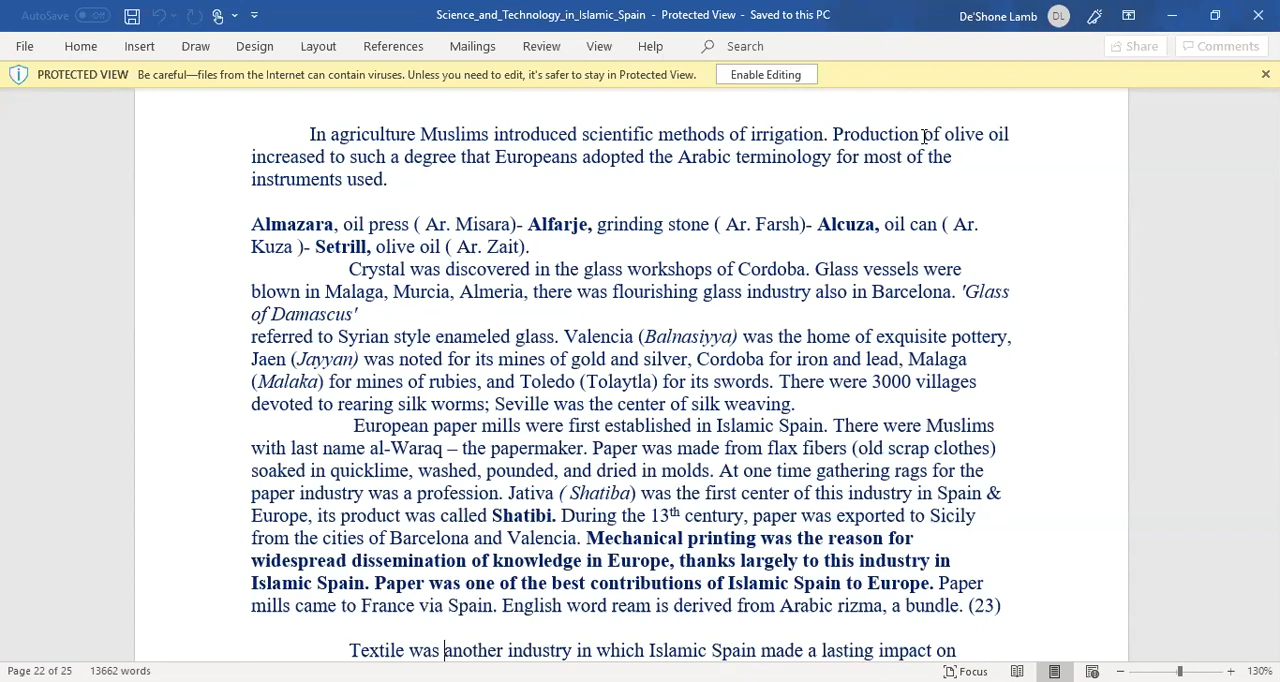 AutoSave Off Science_and_Technology_in_Islamic_Spain - Protected View - Saved to this PC De'Shone Lamb DL
File Home Insert Draw Design Layout References Mailings Review View Help Search Share Comments
PROTECTED VIEW Be careful—files from the Internet can contain viruses. Unless you need to edit, it's safer to stay in Protected View. Enable Editing
In agriculture Muslims introduced scientific methods of irrigation. Production of olive oil
increased to such a degree that Europeans adopted the Arabic terminology for most of the
instruments used.
Almazara, oil press ( Ar. Misara)- Alfarje, grinding stone ( Ar. Farsh)- Alcuza, oil can ( Ar.
Kuza )- Setrill, olive oil ( Ar. Zait).
Crystal was discovered in the glass workshops of Cordoba. Glass vessels were
blown in Malaga, Murcia, Almeria, there was flourishing glass industry also in Barcelona. 'Glass
of Damascus'
referred to Syrian style enameled glass. Valencia (Balnasiyya) was the home of exquisite pottery,
Jaen (Jayyan) was noted for its mines of gold and silver, Cordoba for iron and lead, Malaga
(Malaka) for mines of rubies, and Toledo (Tolaytla) for its swords. There were 3000 villages
devoted to rearing silk worms; Seville was the center of silk weaving.
European paper mills were first established in Islamic Spain. There were Muslims
with last name al-Waraq – the papermaker. Paper was made from flax fibers (old scrap clothes)
soaked in quicklime, washed, pounded, and dried in molds. At one time gathering rags for the
paper industry was a profession. Jativa ( Shatiba) was the first center of this industry in Spain &
Europe, its product was called Shatibi. During the 13th century, paper was exported to Sicily
from the cities of Barcelona and Valencia. Mechanical printing was the reason for
widespread dissemination of knowledge in Europe, thanks largely to this industry in
Islamic Spain. Paper was one of the best contributions of Islamic Spain to Europe. Paper
mills came to France via Spain. English word ream is derived from Arabic rizma, a bundle. (23)
Textile was another industry in which Islamic Spain made a lasting impact on
Page 22 of 25 13662 words Focus 130%